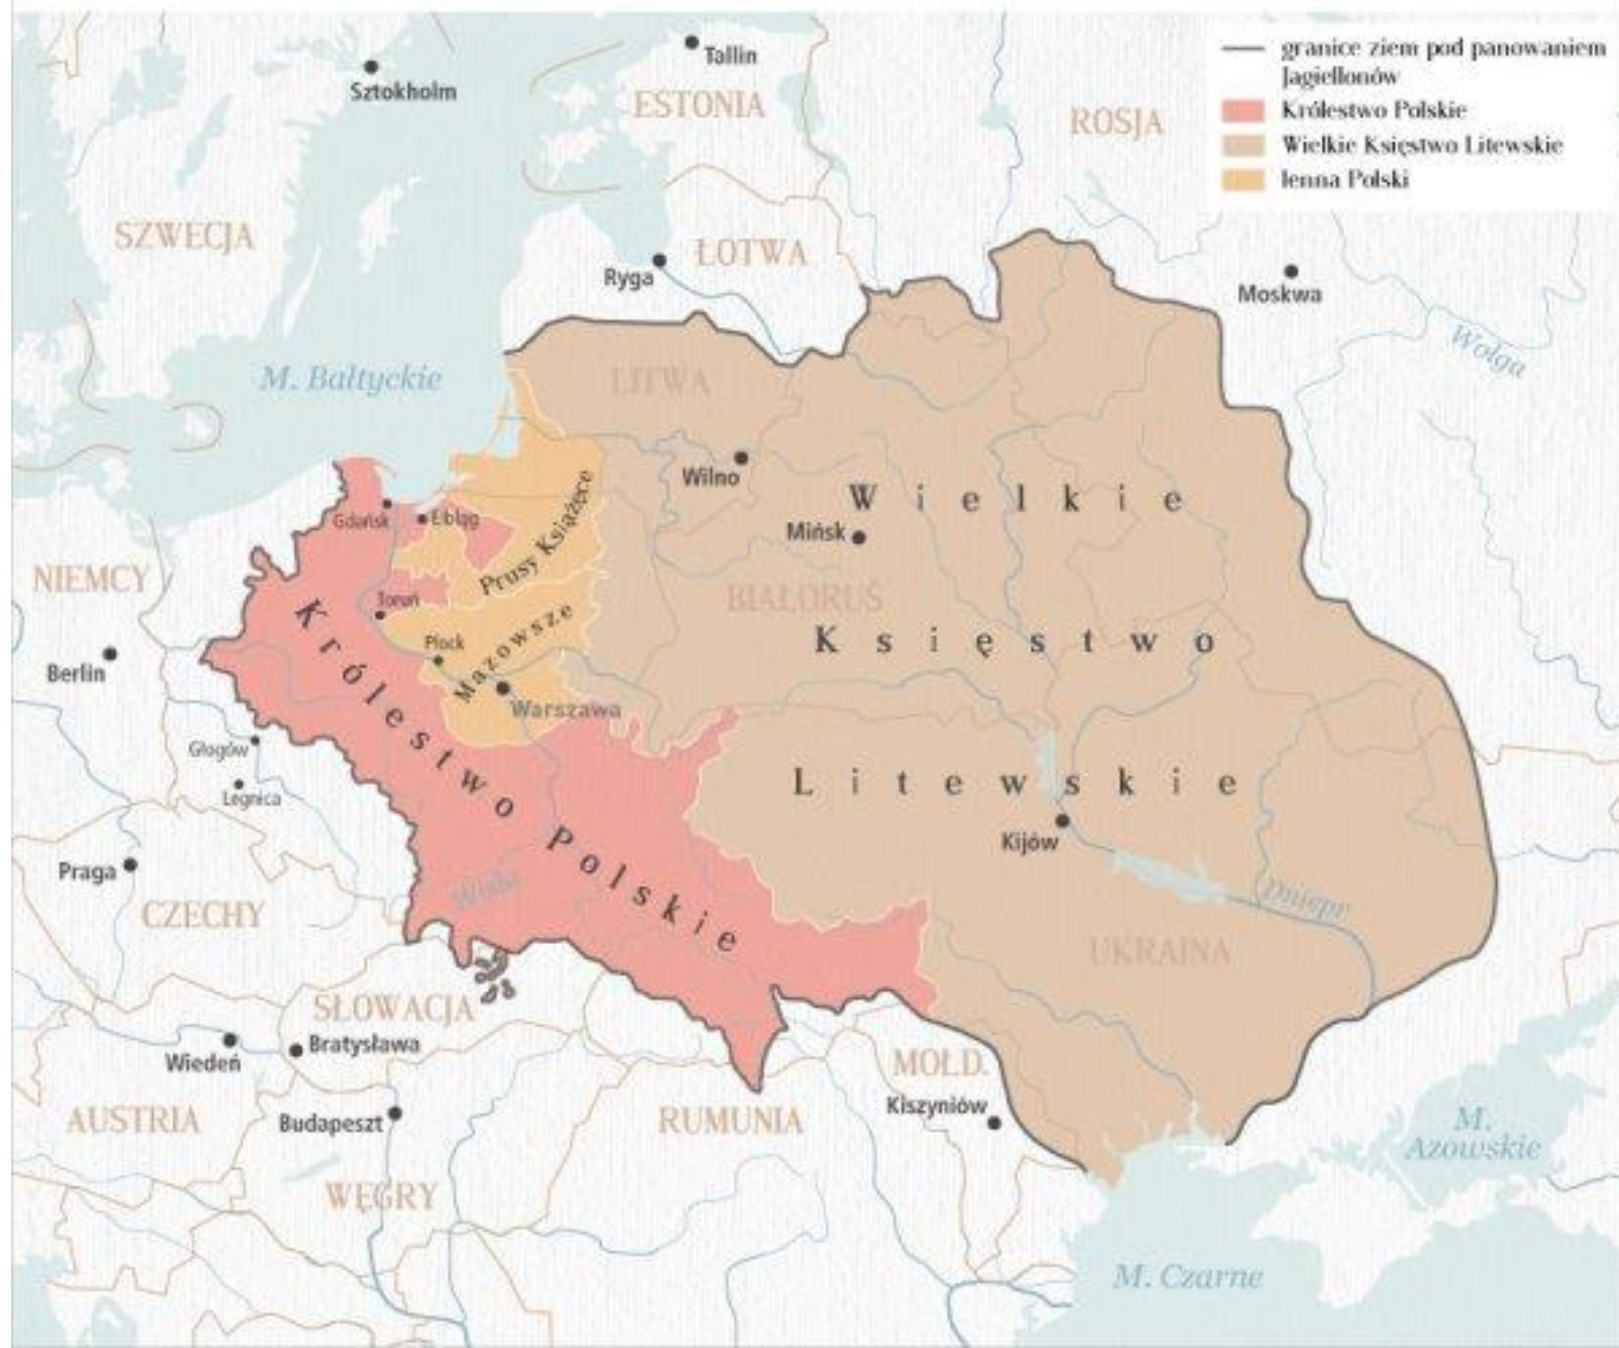 granice ziem pod panowaniem
Jagiellonów
Królestwo Polskie
Wielkie Księstwo Litewskie
lenna Polski
Tallin
Sztokholm
ESTONIA
ROSJA
SZWECJA
ŁOTWA
Ryga
Moskwa
Wołga
M. Bałtyckie
LITWA
Wilno
Wielkie
Gdańsk
Elbląg
Mińsk
Prusy Książęce
NIEMCY
BIAŁORUŚ
Toruń
Księstwo
Płock
Mazowsze
Berlin
Warszawa
Królestwo Polskie
Głogów
Legnica
Litewskie
Kijów
Praga
Wisła
Dniepr
CZECHY
UKRAINA
SŁOWACJA
Bratysława
Wiedeń
MOŁD.
Kiszyniów
AUSTRIA
Budapeszt
RUMUNIA
M.
Azowskie
WĘGRY
M. Czarne